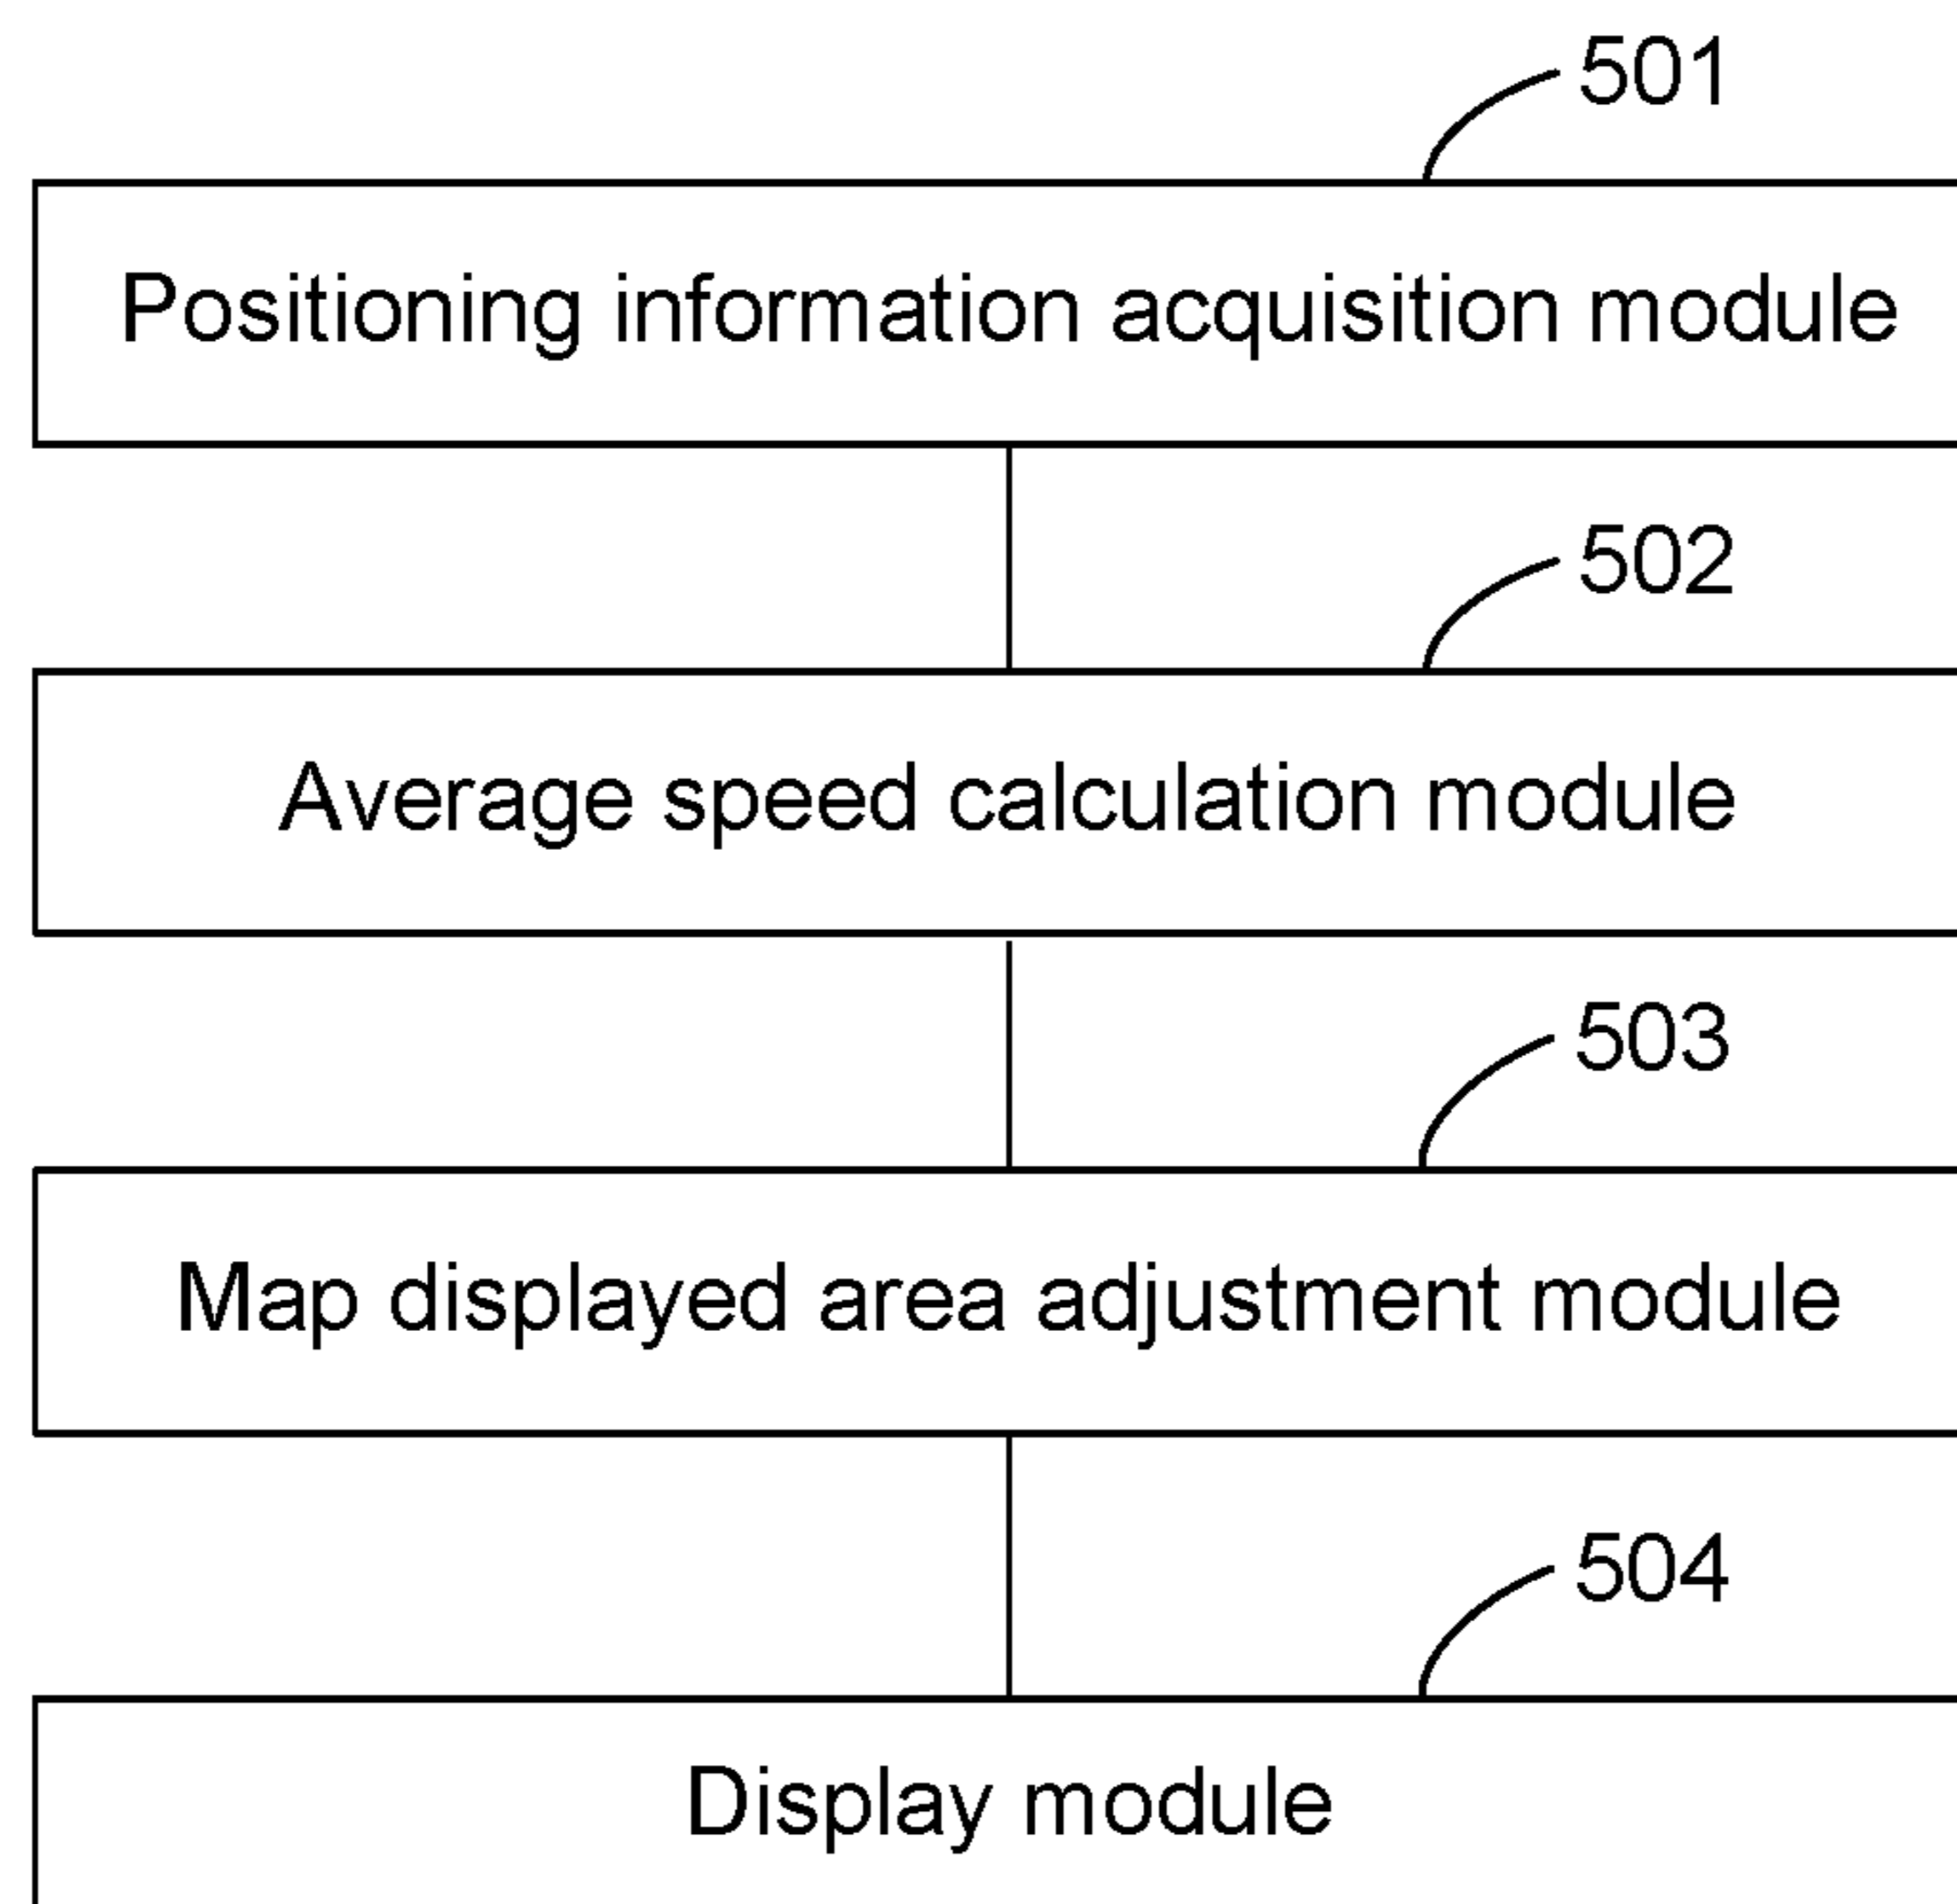 501
Positioning information acquisition module
502
Average speed calculation module
503
Map displayed area adjustment module
504
Display module